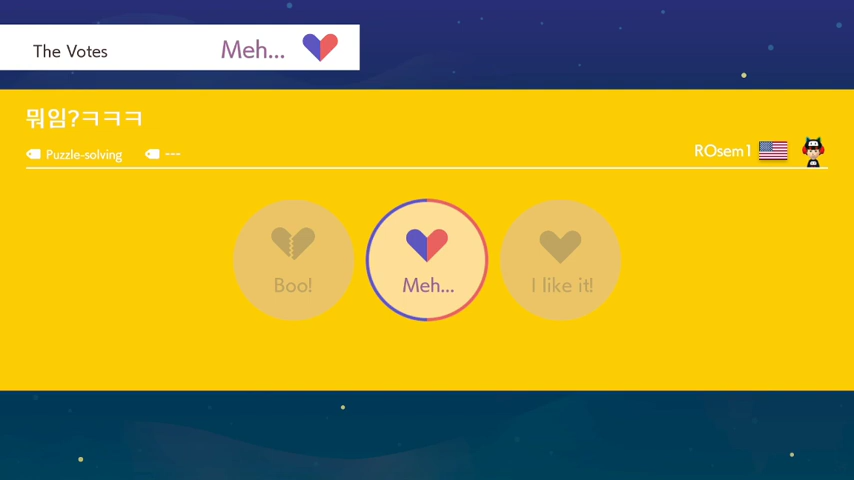 The Votes Meh...
뭐임?ㅋㅋㅋ
Puzzle-solving ---
ROsem1
Boo! Meh... I like it!